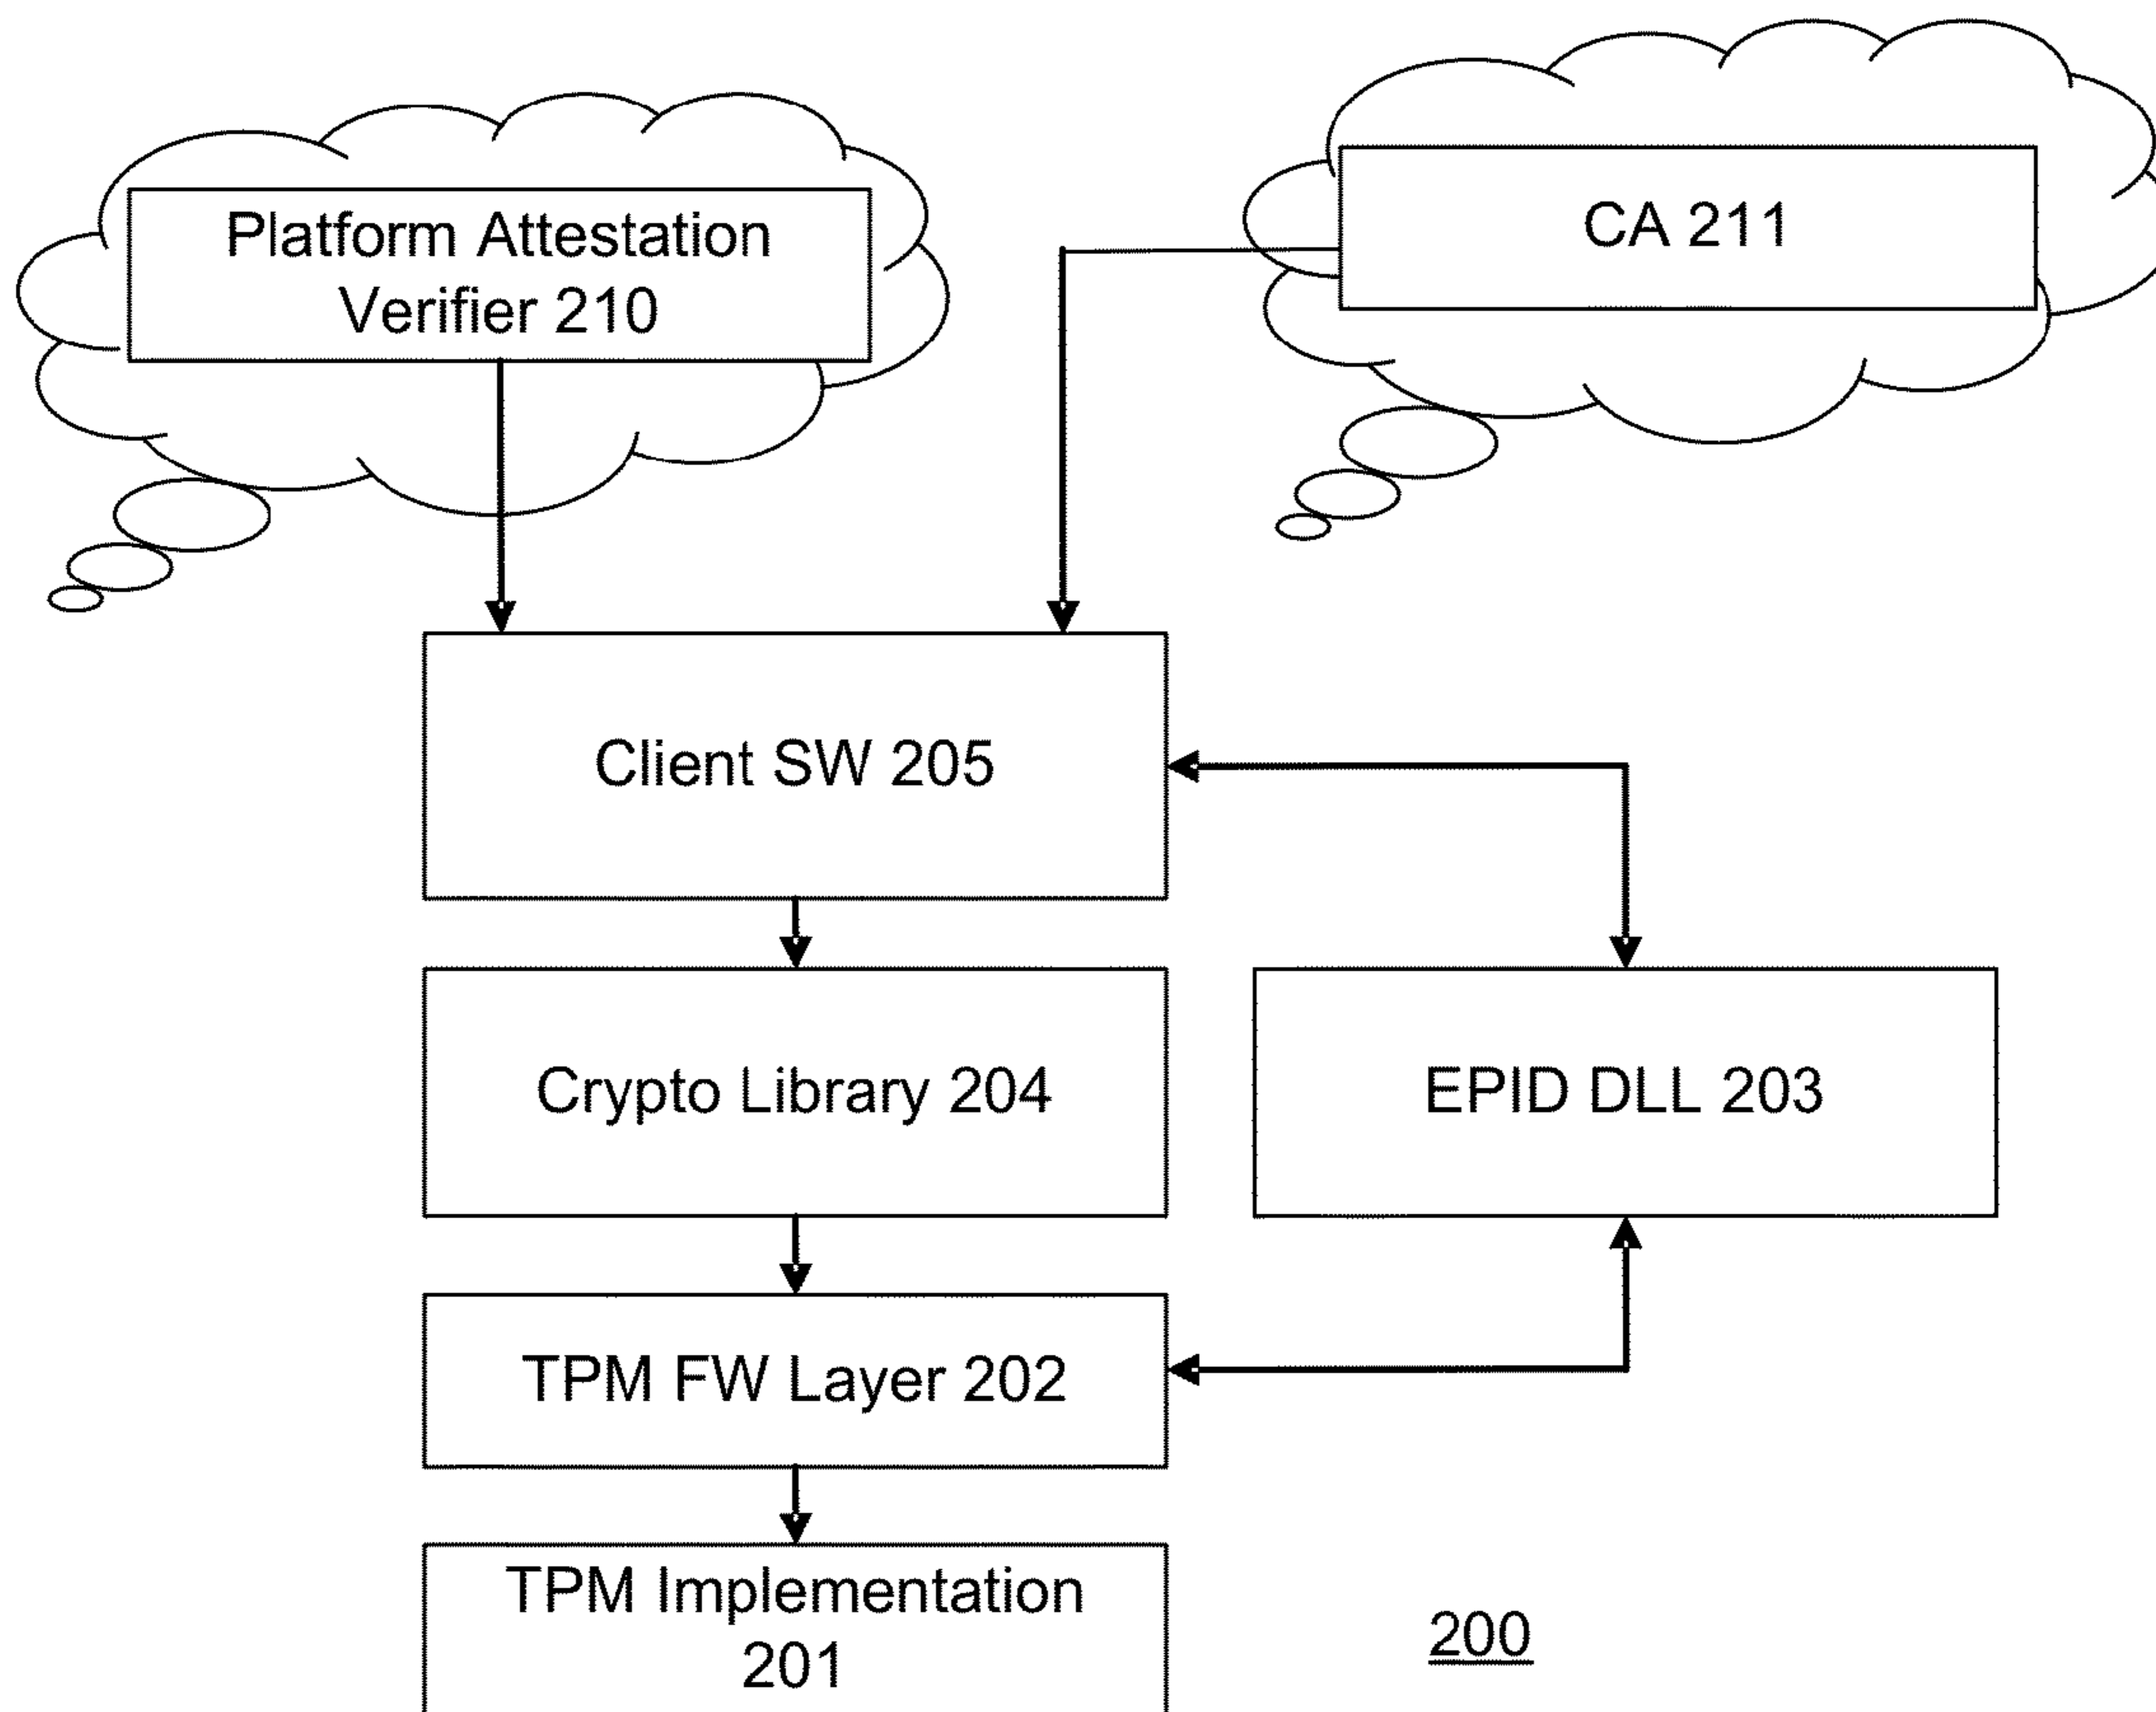 Platform Attestation
Verifier 210
CA 211
Client SW 205
Crypto Library 204
EPID DLL 203
TPM FW Layer 202
TPM Implementation
201
200